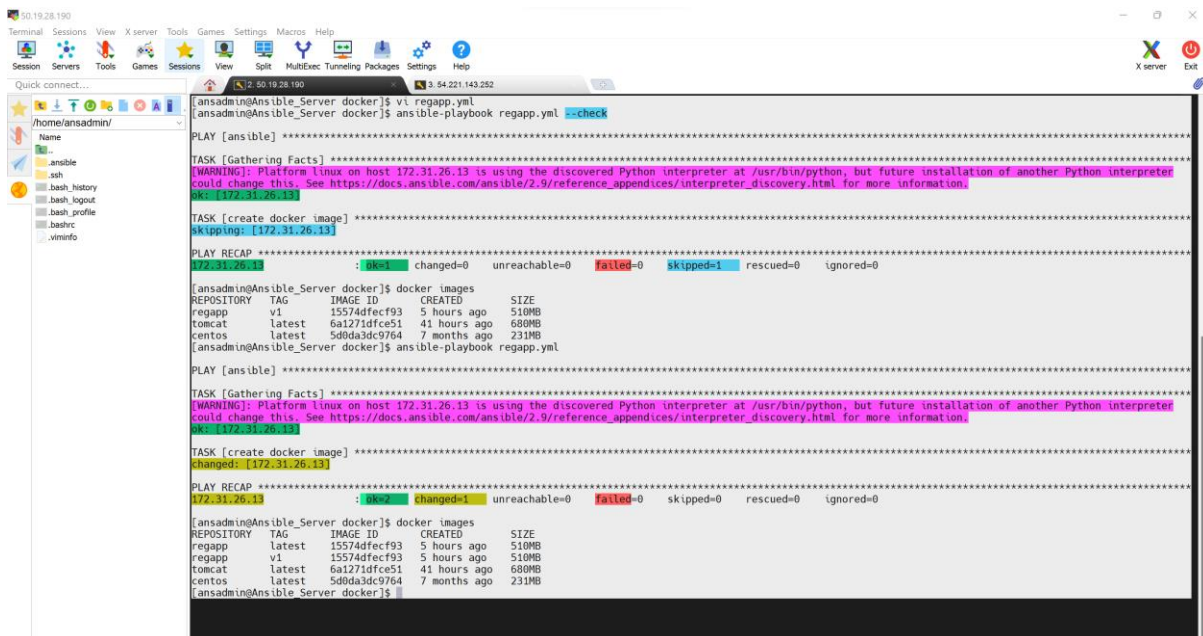 50.19.28.190
Terminal Sessions View X server Tools Games Settings Macros Help
Session Servers Tools Games Sessions View Split MultiExec Tunneling Packages Settings Help X server Exit
Quick connect...
2. 50.19.28.190
3. 54.221.143.252
/home/ansadmin/
Name
..
.ansible
.ssh
.bash_history
.bash_logout
.bash_profile
.bashrc
.viminfo
[ansadmin@Ansible_Server docker]$ vi regapp.yml
[ansadmin@Ansible_Server docker]$ ansible-playbook regapp.yml --check
PLAY [ansible] ****************************************************************
TASK [Gathering Facts] ****************************************************************
[WARNING]: Platform linux on host 172.31.26.13 is using the discovered Python interpreter at /usr/bin/python, but future installation of another Python interpreter
could change this. See https://docs.ansible.com/ansible/2.9/reference_appendices/interpreter_discovery.html for more information.
ok: [172.31.26.13]
TASK [create docker image] ****************************************************************
skipping: [172.31.26.13]
PLAY RECAP ****************************************************************
172.31.26.13 : ok=1 changed=0 unreachable=0 failed=0 skipped=1 rescued=0 ignored=0
[ansadmin@Ansible_Server docker]$ docker images
REPOSITORY TAG IMAGE ID CREATED SIZE
regapp v1 15574dfecf93 5 hours ago 510MB
tomcat latest 6a1271dfce51 41 hours ago 680MB
centos latest 5d0da3dc9764 7 months ago 231MB
[ansadmin@Ansible_Server docker]$ ansible-playbook regapp.yml
PLAY [ansible] ****************************************************************
TASK [Gathering Facts] ****************************************************************
[WARNING]: Platform linux on host 172.31.26.13 is using the discovered Python interpreter at /usr/bin/python, but future installation of another Python interpreter
could change this. See https://docs.ansible.com/ansible/2.9/reference_appendices/interpreter_discovery.html for more information.
ok: [172.31.26.13]
TASK [create docker image] ****************************************************************
changed: [172.31.26.13]
PLAY RECAP ****************************************************************
172.31.26.13 : ok=2 changed=1 unreachable=0 failed=0 skipped=0 rescued=0 ignored=0
[ansadmin@Ansible_Server docker]$ docker images
REPOSITORY TAG IMAGE ID CREATED SIZE
regapp latest 15574dfecf93 5 hours ago 510MB
regapp v1 15574dfecf93 5 hours ago 510MB
tomcat latest 6a1271dfce51 41 hours ago 680MB
centos latest 5d0da3dc9764 7 months ago 231MB
[ansadmin@Ansible_Server docker]$